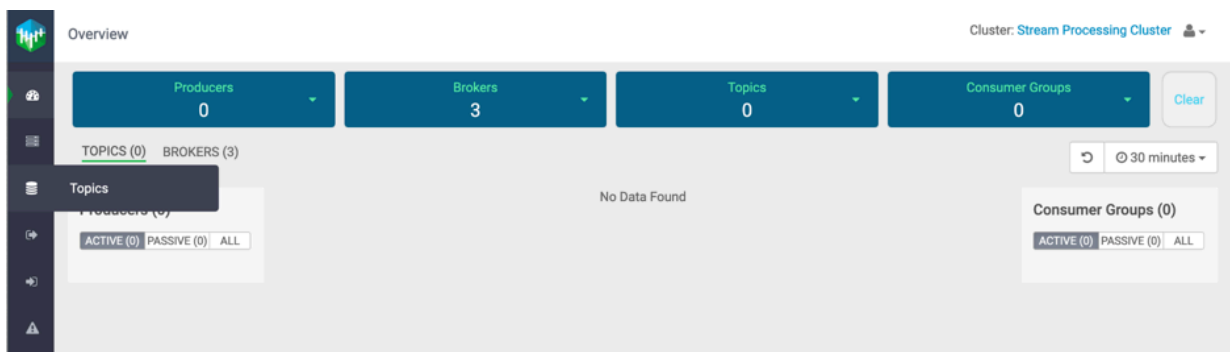 Overview
Cluster: Stream Processing Cluster
Producers
0
Brokers
3
Topics
0
Consumer Groups
0
Clear
TOPICS (0) BROKERS (3)
30 minutes
Topics
No Data Found
Producers (0)
ACTIVE (0) PASSIVE (0) ALL
Consumer Groups (0)
ACTIVE (0) PASSIVE (0) ALL